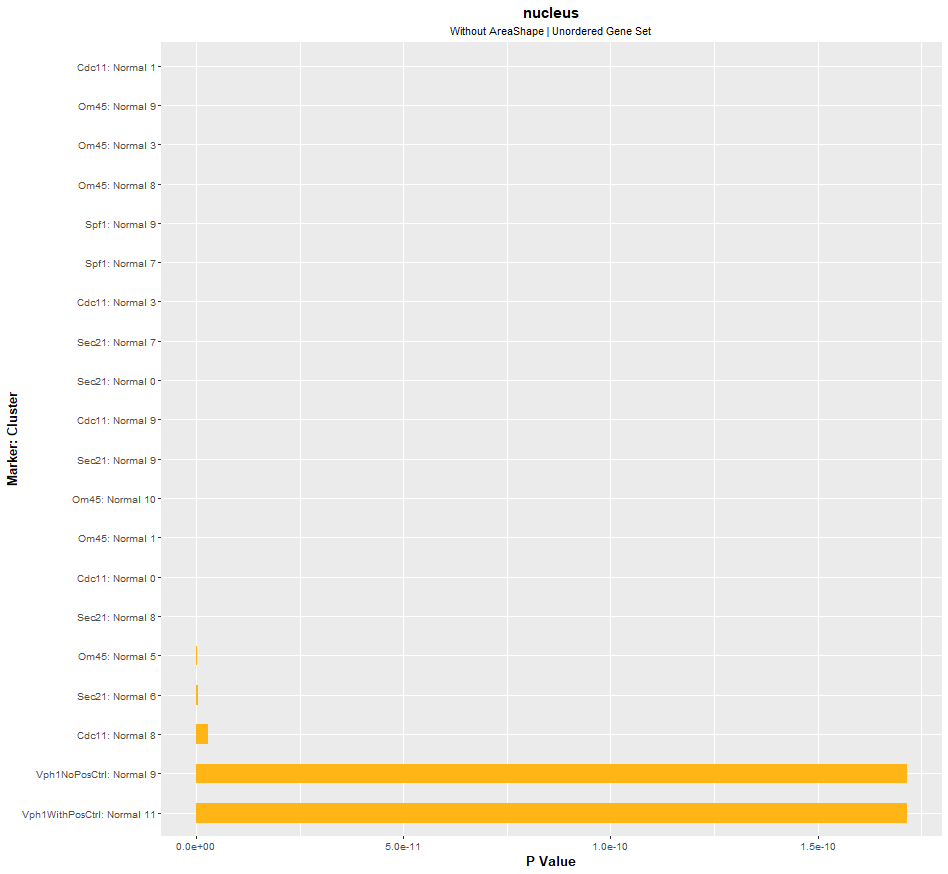 nucleus
Without AreaShape | Unordered Gene Set
Marker: Cluster
Cdc11: Normal 1
Om45: Normal 9
Om45: Normal 3
Om45: Normal 8
Spf1: Normal 9
Spf1: Normal 7
Cdc11: Normal 3
Sec21: Normal 7
Sec21: Normal 0
Cdc11: Normal 9
Sec21: Normal 9
Om45: Normal 10
Om45: Normal 1
Cdc11: Normal 0
Sec21: Normal 8
Om45: Normal 5
Sec21: Normal 6
Cdc11: Normal 8
Vph1NoPosCtrl: Normal 9
Vph1WithPosCtrl: Normal 11
0.0e+00 5.0e-11 1.0e-10 1.5e-10
P Value